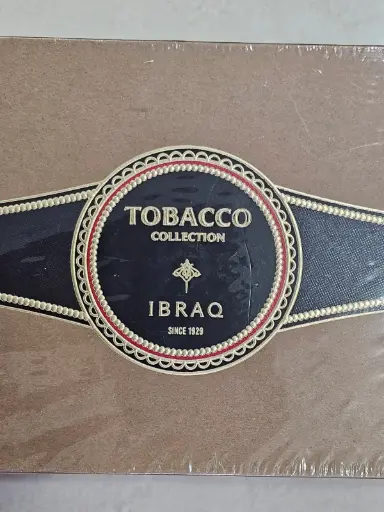 TOBACCO
COLLECTION
IBRAQ
SINCE 1929